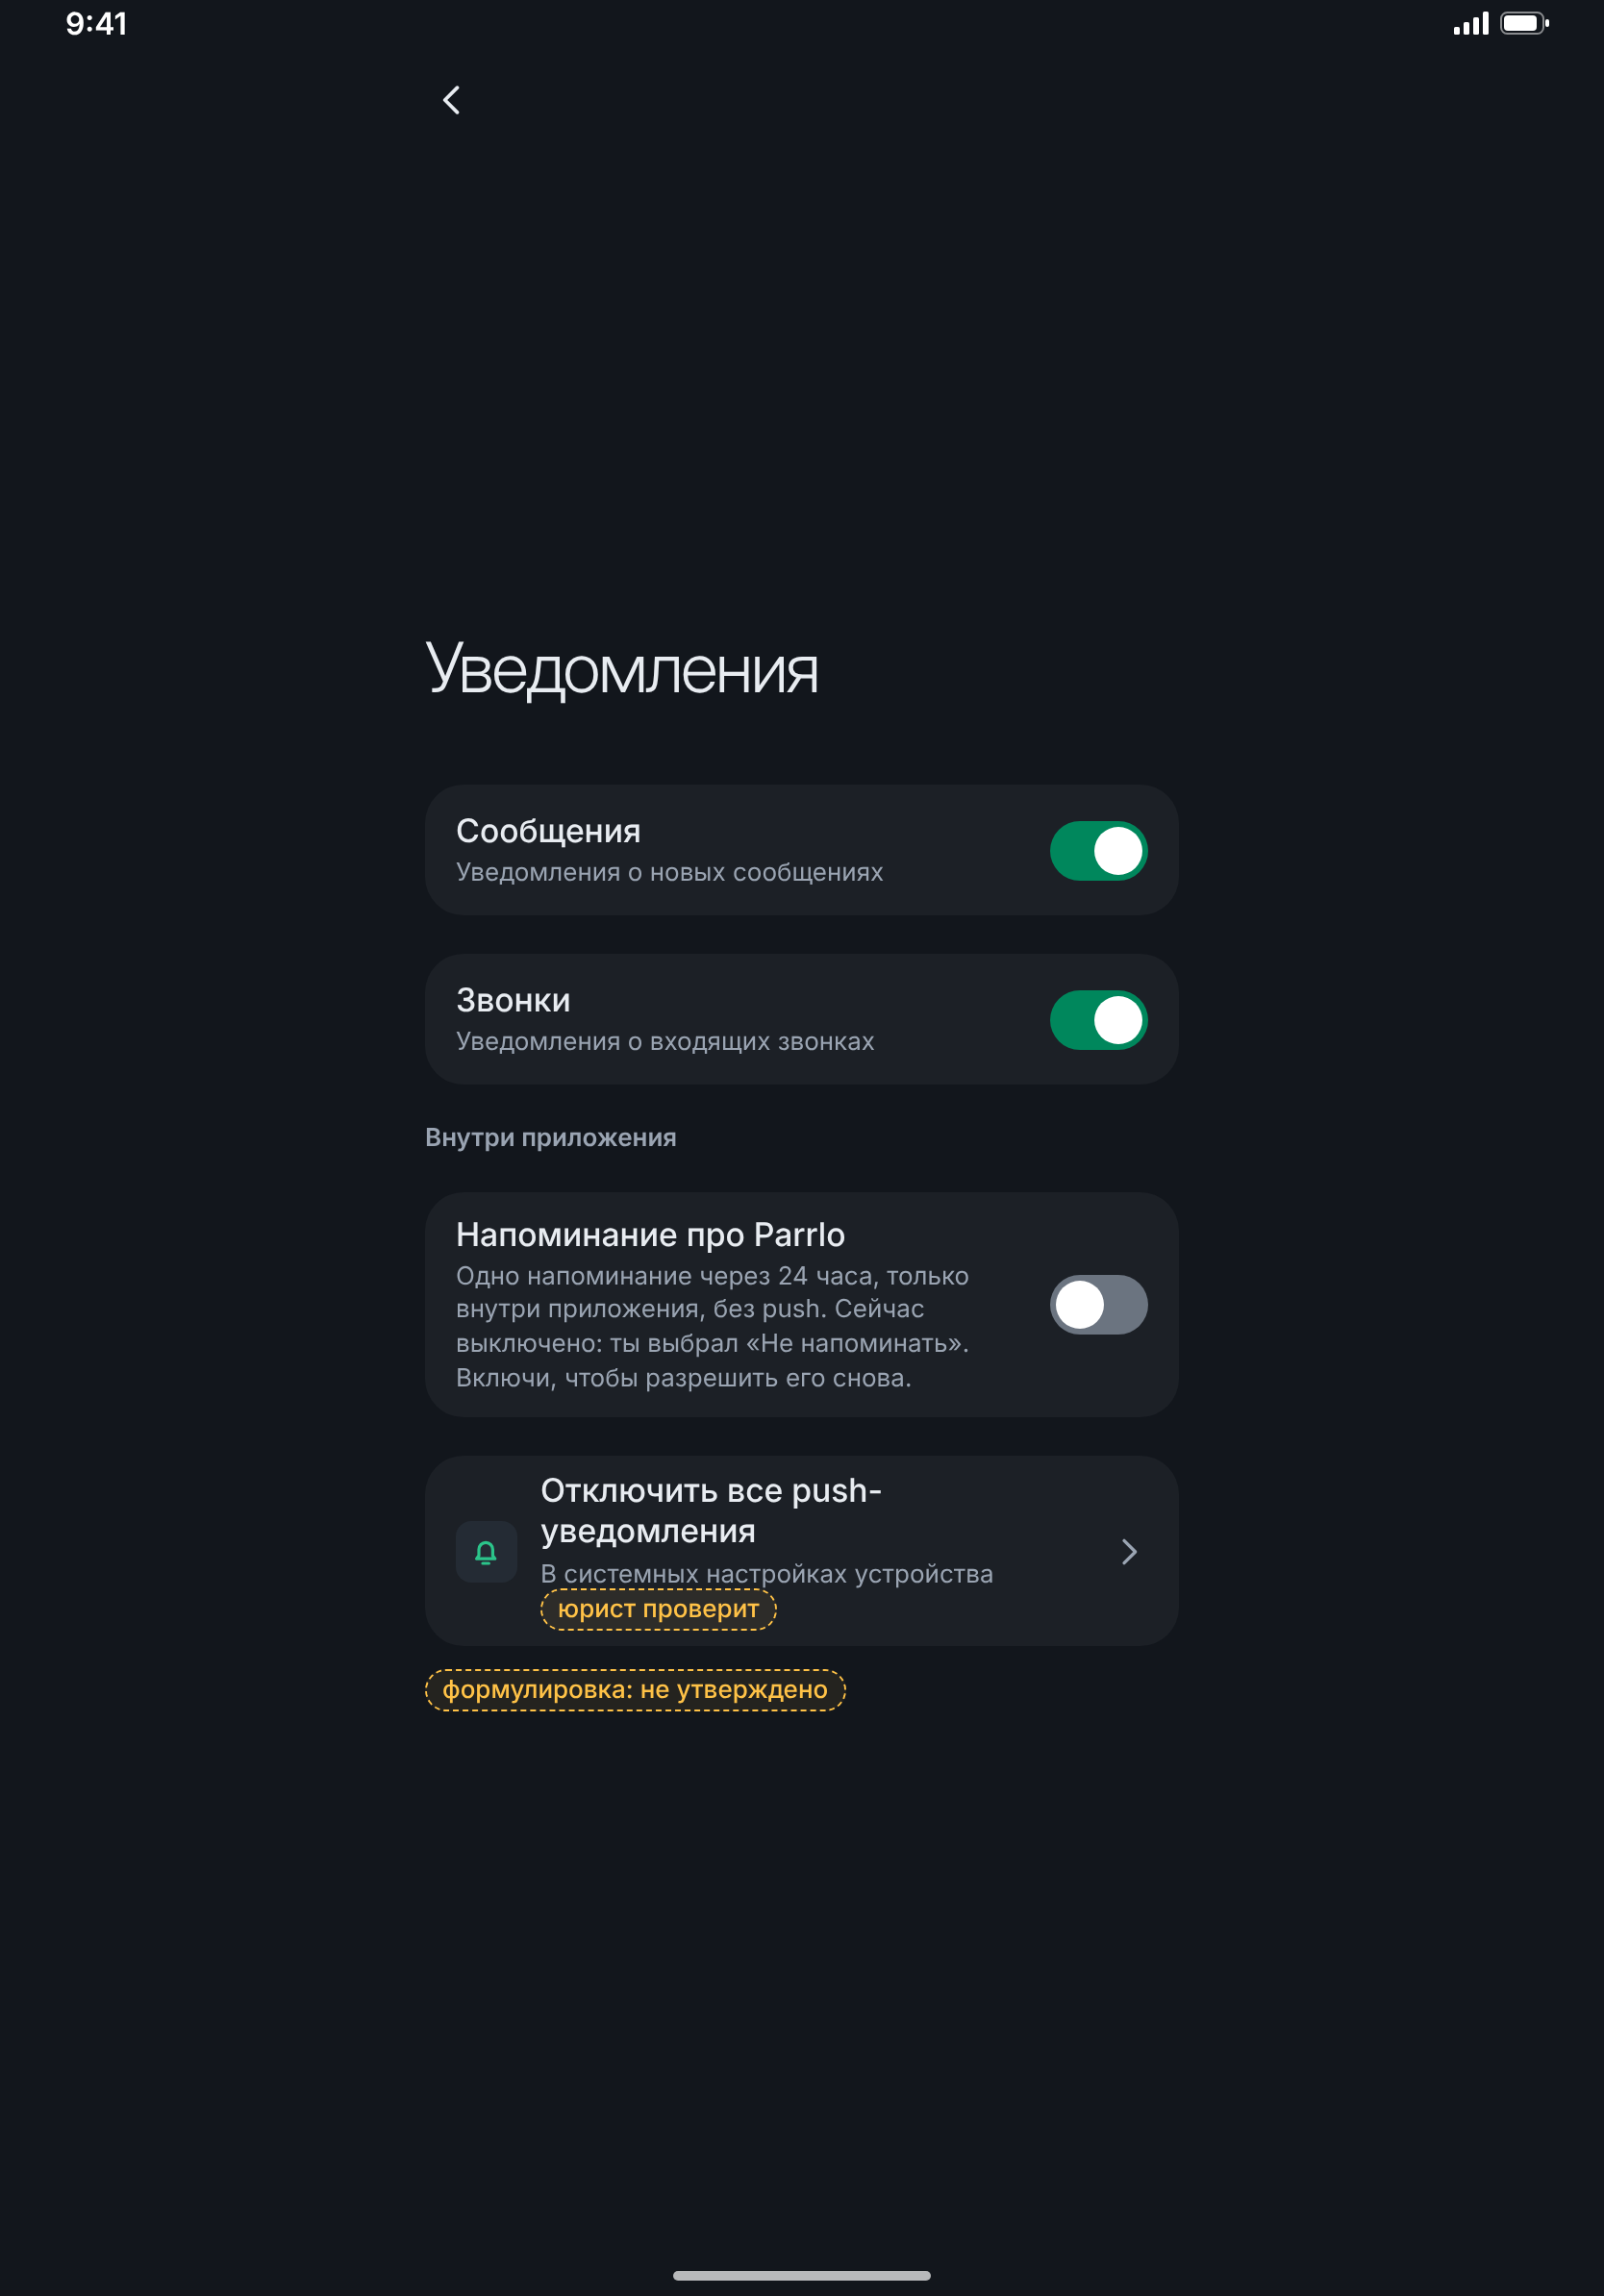 9:41
Уведомления
Сообщения
Уведомления о новых сообщениях
Звонки
Уведомления о входящих звонках
Внутри приложения
Напоминание про Parrlo
Одно напоминание через 24 часа, только
внутри приложения, без push. Сейчас
выключено: ты выбрал «Не напоминать».
Включи, чтобы разрешить его снова.
Отключить все push-
уведомления
В системных настройках устройства
юрист проверит
формулировка: не утверждено